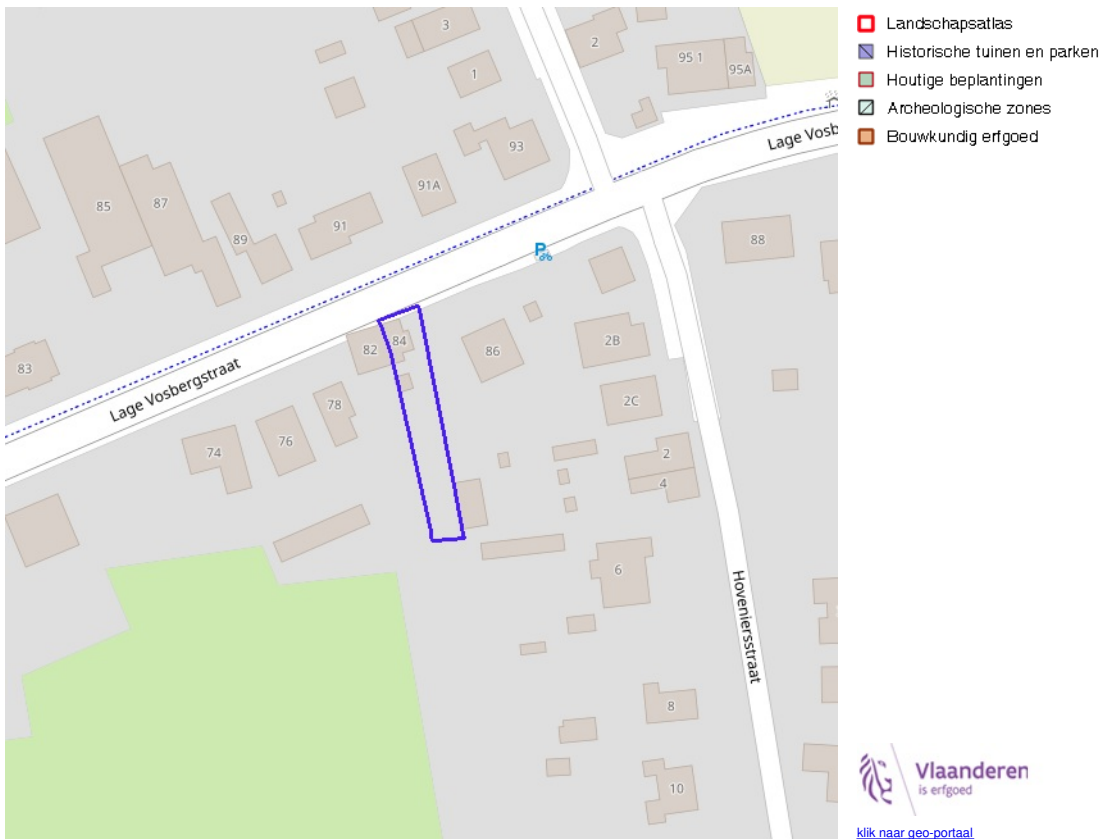 3
2
95 1
95A
1
93
Lage Vosb
85
87
89
91
91A
88
83
82
84
86
2B
Lage Vosbergstraat
78
2C
76
74
2
4
6
Hoveniersstraat
8
10
P
Landschapsatlas
Historische tuinen en parken
Houtige beplantingen
Archeologische zones
Bouwkundig erfgoed
Vlaanderen
is erfgoed
klik naar geo-portaal